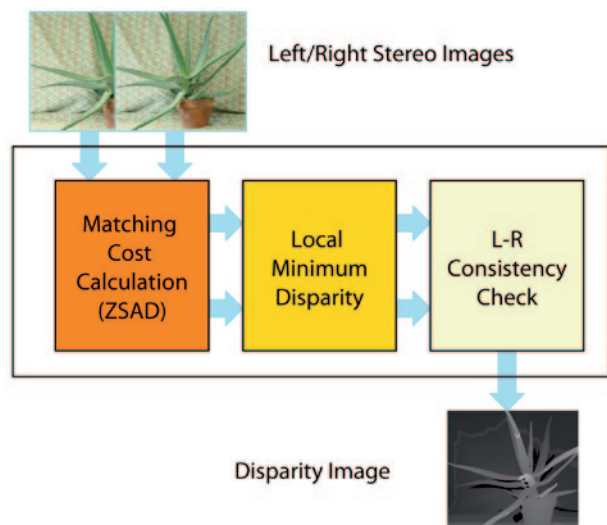 Left/Right Stereo Images
Matching
Cost
Calculation
(ZSAD)
Local
Minimum
Disparity
L-R
Consistency
Check
Disparity Image